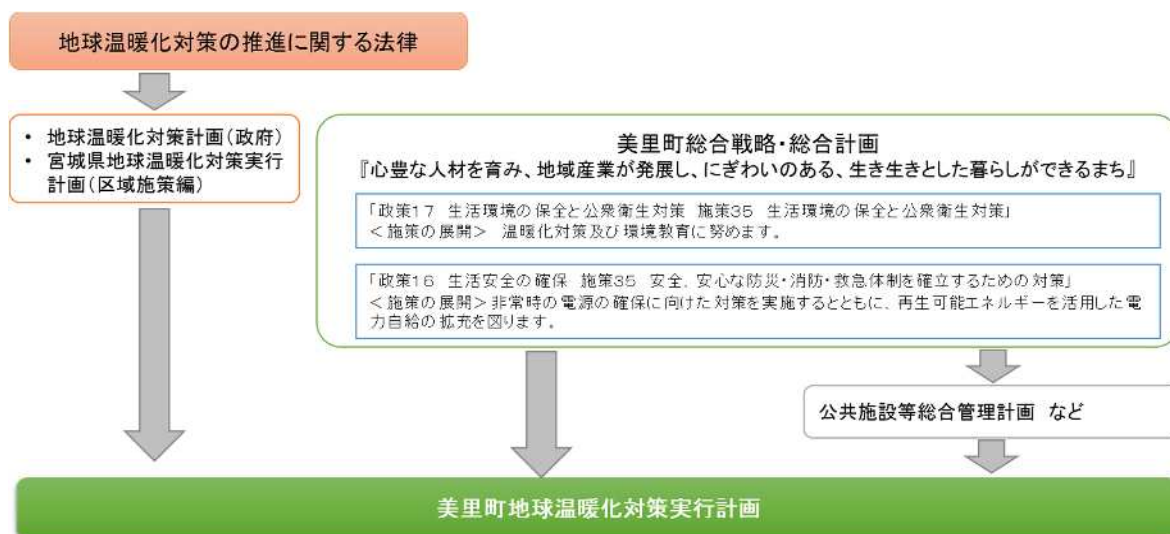 地球温暖化対策の推進に関する法律
• 地球温暖化対策計画(政府)
• 宮城県地球温暖化対策実行
計画(区域施策編)
美里町総合戦略・総合計画
『心豊な人材を育み、地域産業が発展し、にぎわいのある、生き生きとした暮らしができるまち』
「政策17 生活環境の保全と公衆衛生対策 施策35 生活環境の保全と公衆衛生対策」
<施策の展開> 温暖化対策及び環境教育に努めます。
「政策16 生活安全の確保 施策35 安全、安心な防災・消防・救急体制を確立するための対策」
<施策の展開>非常時の電源の確保に向けた対策を実施するとともに、再生可能エネルギーを活用した電
力自給の拡充を図ります。
公共施設等総合管理計画 など
美里町地球温暖化対策実行計画